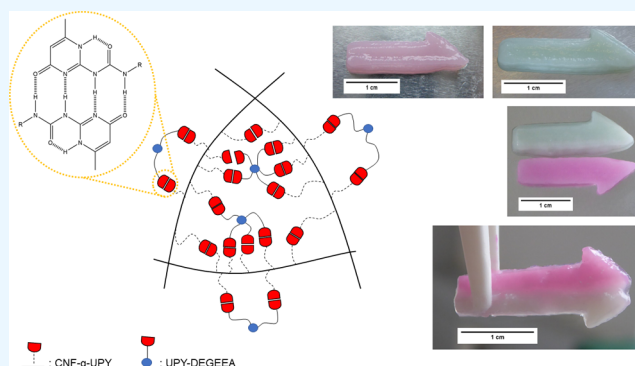 H O
N
R
O N N N N
H H H H
N N N N O
R
N
O H
1 cm
1 cm
1 cm
1 cm
: CNF-g-UPY : UPY-DEGEEA